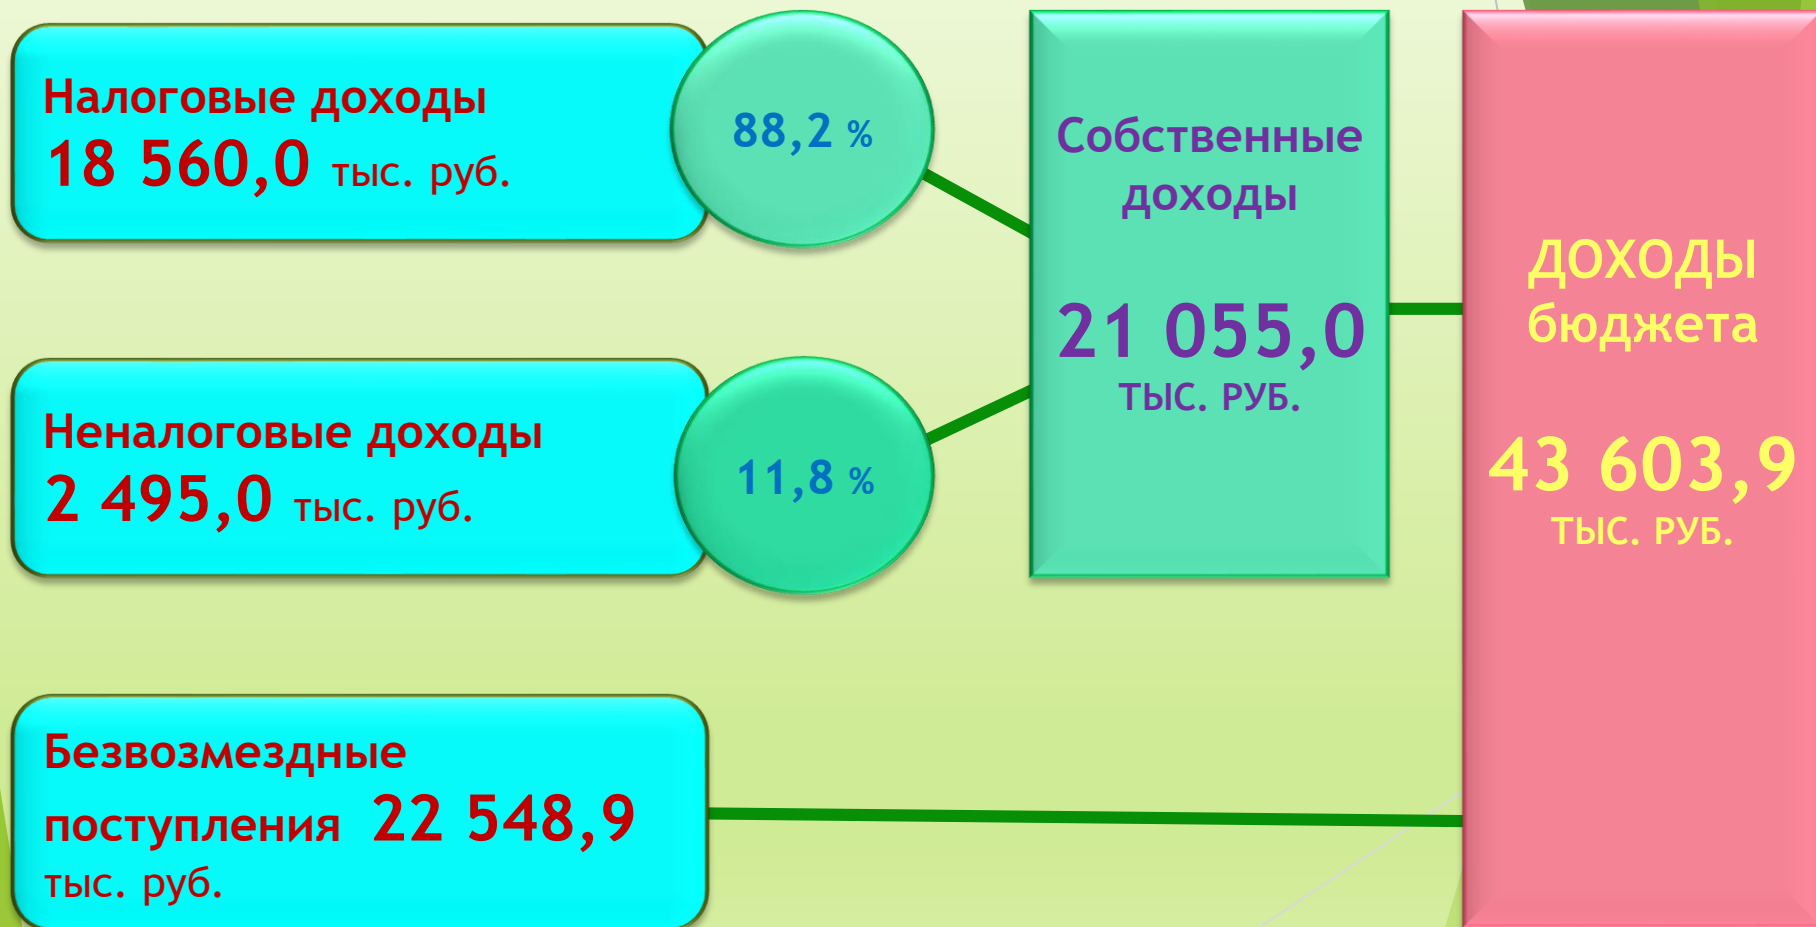 Налоговые доходы
18 560,0 тыс. руб.
88,2 %
Неналоговые доходы
2 495,0 тыс. руб.
11,8 %
Собственные
доходы
21 055,0
ТЫС. РУБ.
Безвозмездные
поступления 22 548,9
тыс. руб.
ДОХОДЫ
бюджета
43 603,9
ТЫС. РУБ.